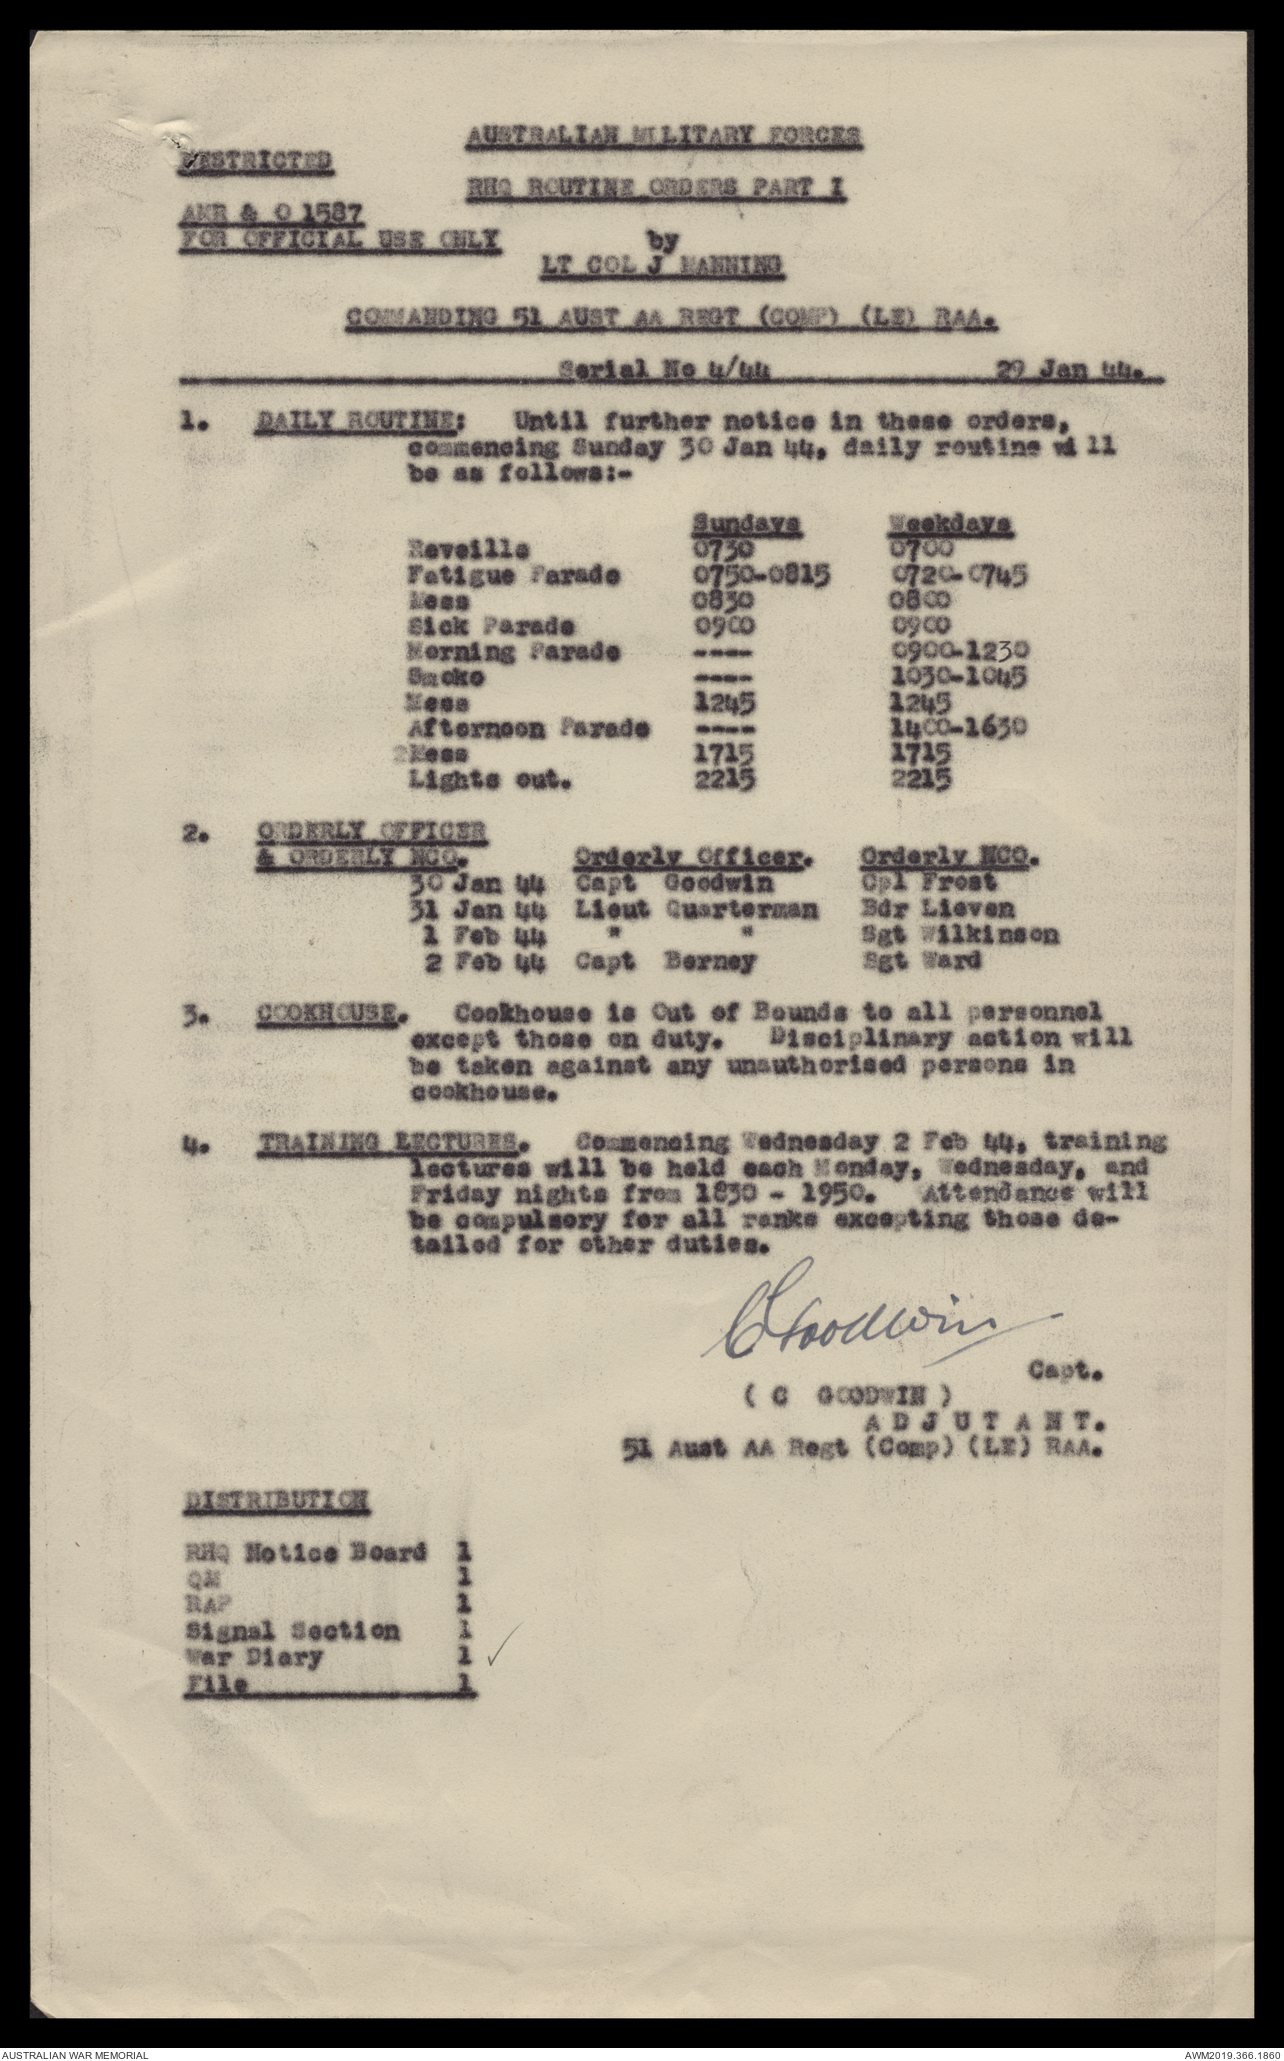 AUSTRALIAN MILITARY FORCES
RESTRICTED
RHQ ROUTINE ORDERS PART I
AMR & O 1587
FOR OFFICIAL USE ONLY
by
LT COL J MANNING
COMMANDING 51 AUST AA REGT (COMP) (LE) RAA.
Serial No 4/44 29 Jan 44.
1. DAILY ROUTINE: Until further notice in these orders,
commencing Sunday 30 Jan 44, daily routine will
be as follows:-
Sundays Weekdays
Reveille 0730 0700
Fatigue Parade 0750-0815 0720-0745
Mess 0830 0800
Sick Parade 0900 0900
Morning Parade ---- 0900-1230
Smoko ---- 1030-1045
Mess 1245 1245
Afternoon Parade ---- 1400-1630
2Mess 1715 1715
Lights out. 2215 2215
2. ORDERLY OFFICER
& ORDERLY NCO. Orderly Officer. Orderly NCO.
30 Jan 44 Capt Goodwin Cpl Frost
31 Jan 44 Lieut Quarterman Bdr Lieven
1 Feb 44 " " Sgt Wilkinson
2 Feb 44 Capt Berney Sgt Ward
3. COOKHOUSE. Cookhouse is Out of Bounds to all personnel
except those on duty. Disciplinary action will
be taken against any unauthorised persons in
cookhouse.
4. TRAINING LECTURES. Commencing Wednesday 2 Feb 44, training
lectures will be held each Monday, Wednesday, and
Friday nights from 1830 - 1950. Attendance will
be compulsory for all ranks excepting those de-
tailed for other duties.
C Goodwin
Capt.
( C GOODWIN )
A D J U T A N T.
51 Aust AA Regt (Comp) (LE) RAA.
DISTRIBUTION
RHQ Notice Board 1
QM 1
RAP 1
Signal Section 1
War Diary 1 ✓
File 1
AUSTRALIAN WAR MEMORIAL AWM2019.366.1860